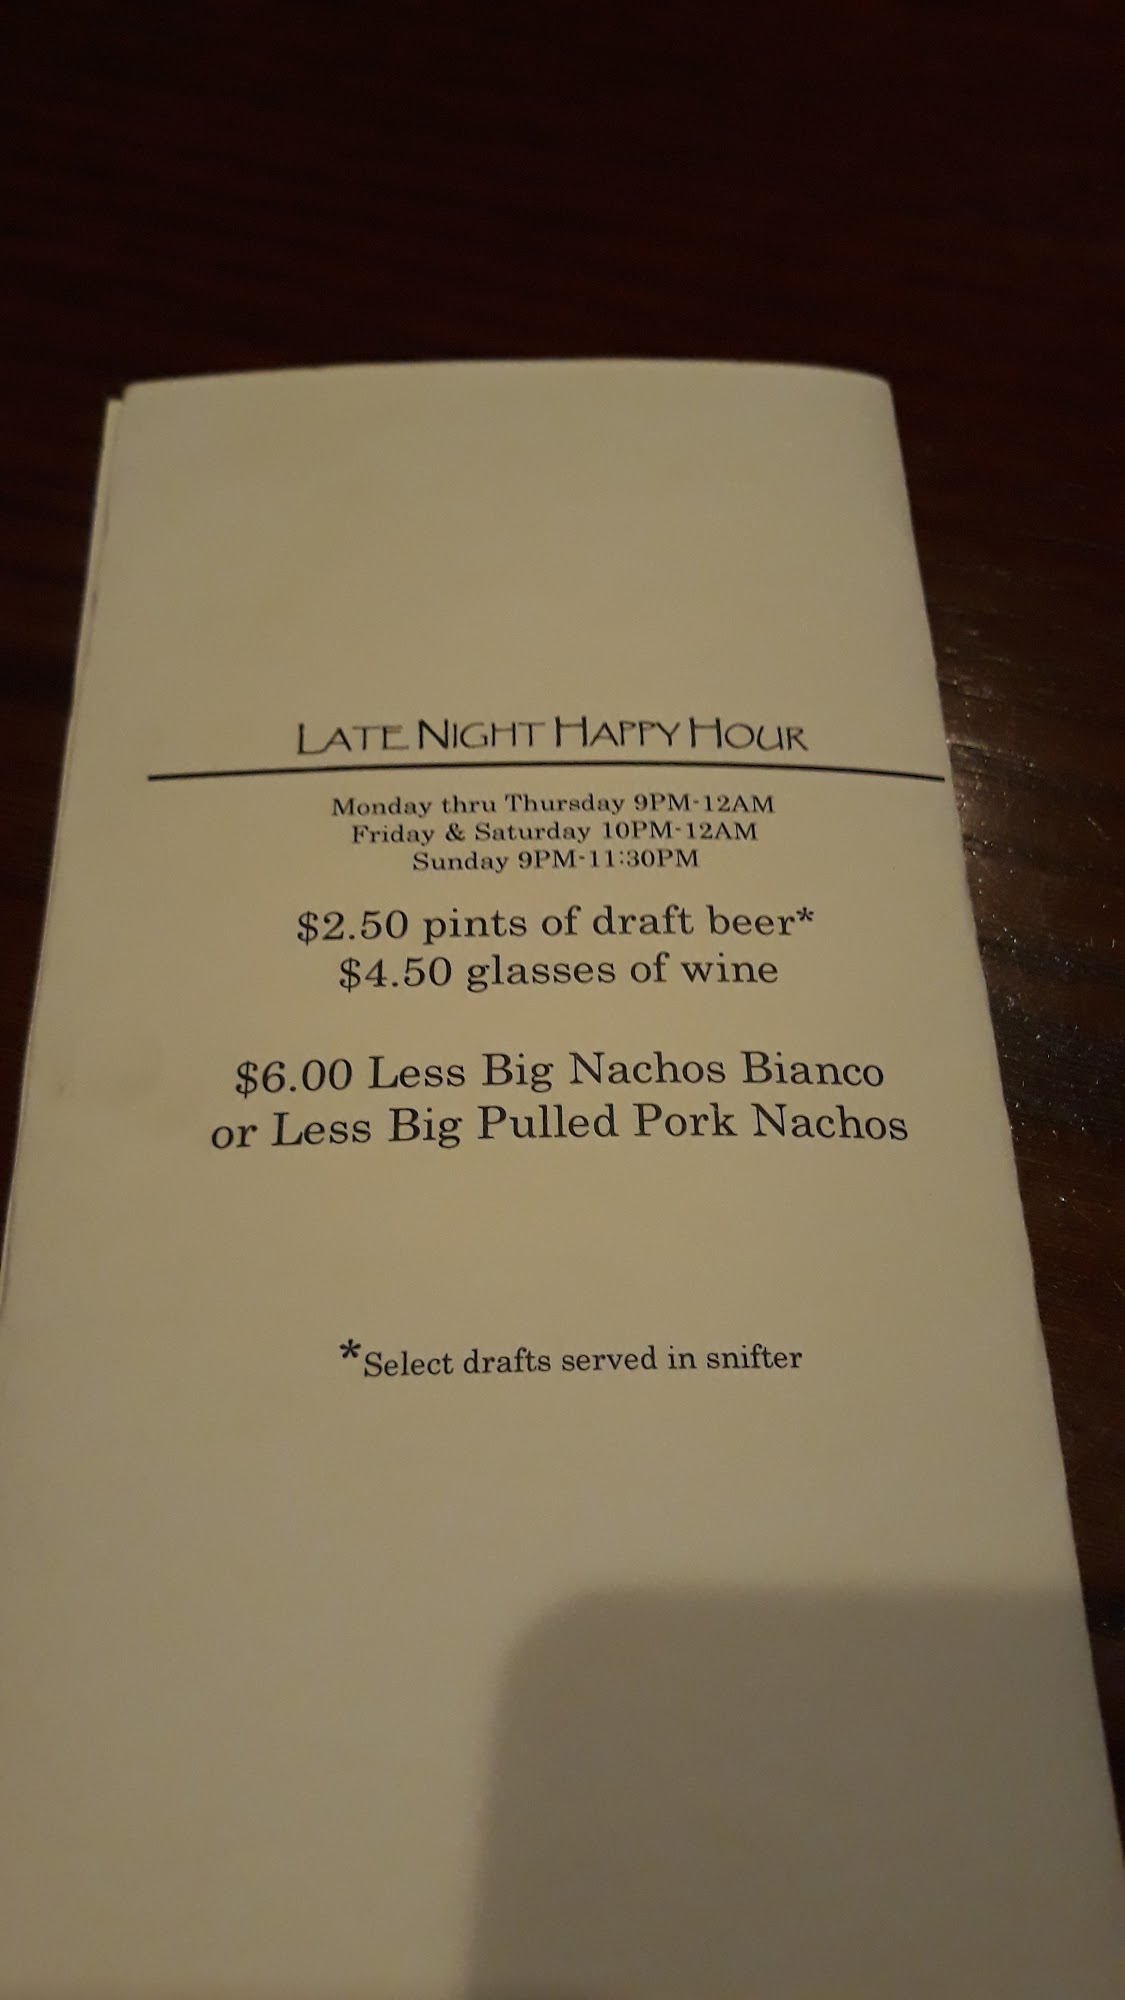 LATE NIGHT HAPPY HOUR
Monday thru Thursday 9PM-12AM
Friday & Saturday 10PM-12AM
Sunday 9PM-11:30PM
$2.50 pints of draft beer*
$4.50 glasses of wine
$6.00 Less Big Nachos Bianco
or Less Big Pulled Pork Nachos
*Select drafts served in snifter